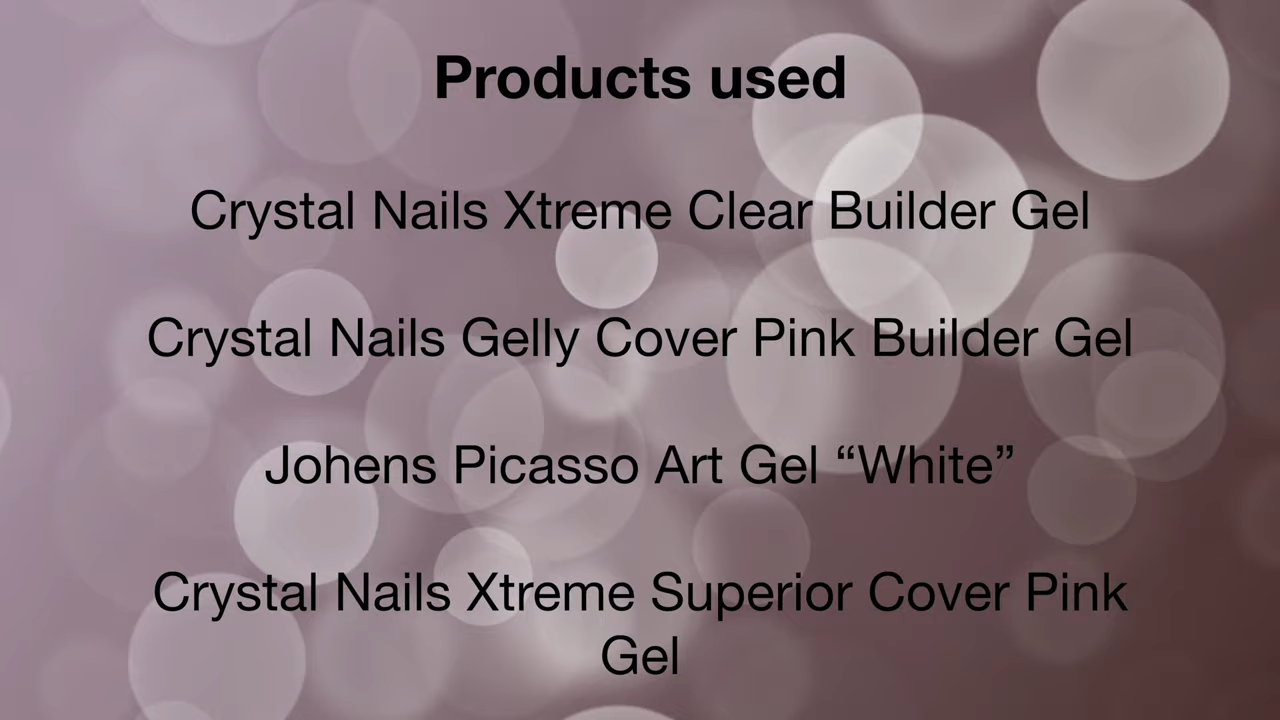 Products used
Crystal Nails Xtreme Clear Builder Gel
Crystal Nails Gelly Cover Pink Builder Gel
Johens Picasso Art Gel “White”
Crystal Nails Xtreme Superior Cover Pink
Gel